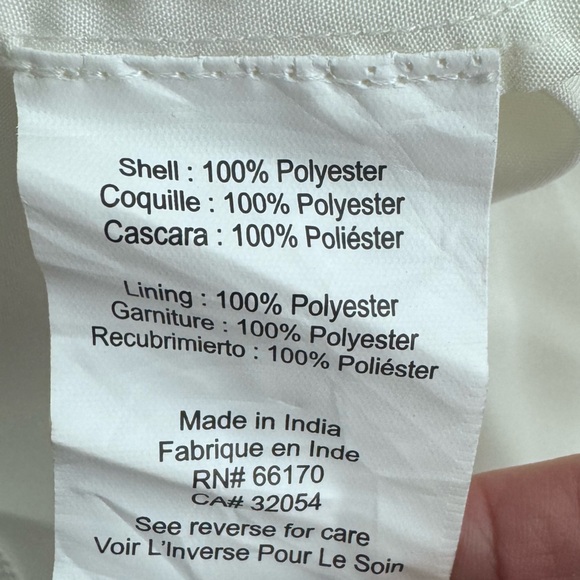 Shell : 100% Polyester
Coquille : 100% Polyester
Cascara : 100% Poliéster
Lining : 100% Polyester
Garniture : 100% Polyester
Recubrimierto : 100% Poliéster
Made in India
Fabrique en Inde
RN# 66170
CA# 32054
See reverse for care
Voir L'Inverse Pour Le Soin